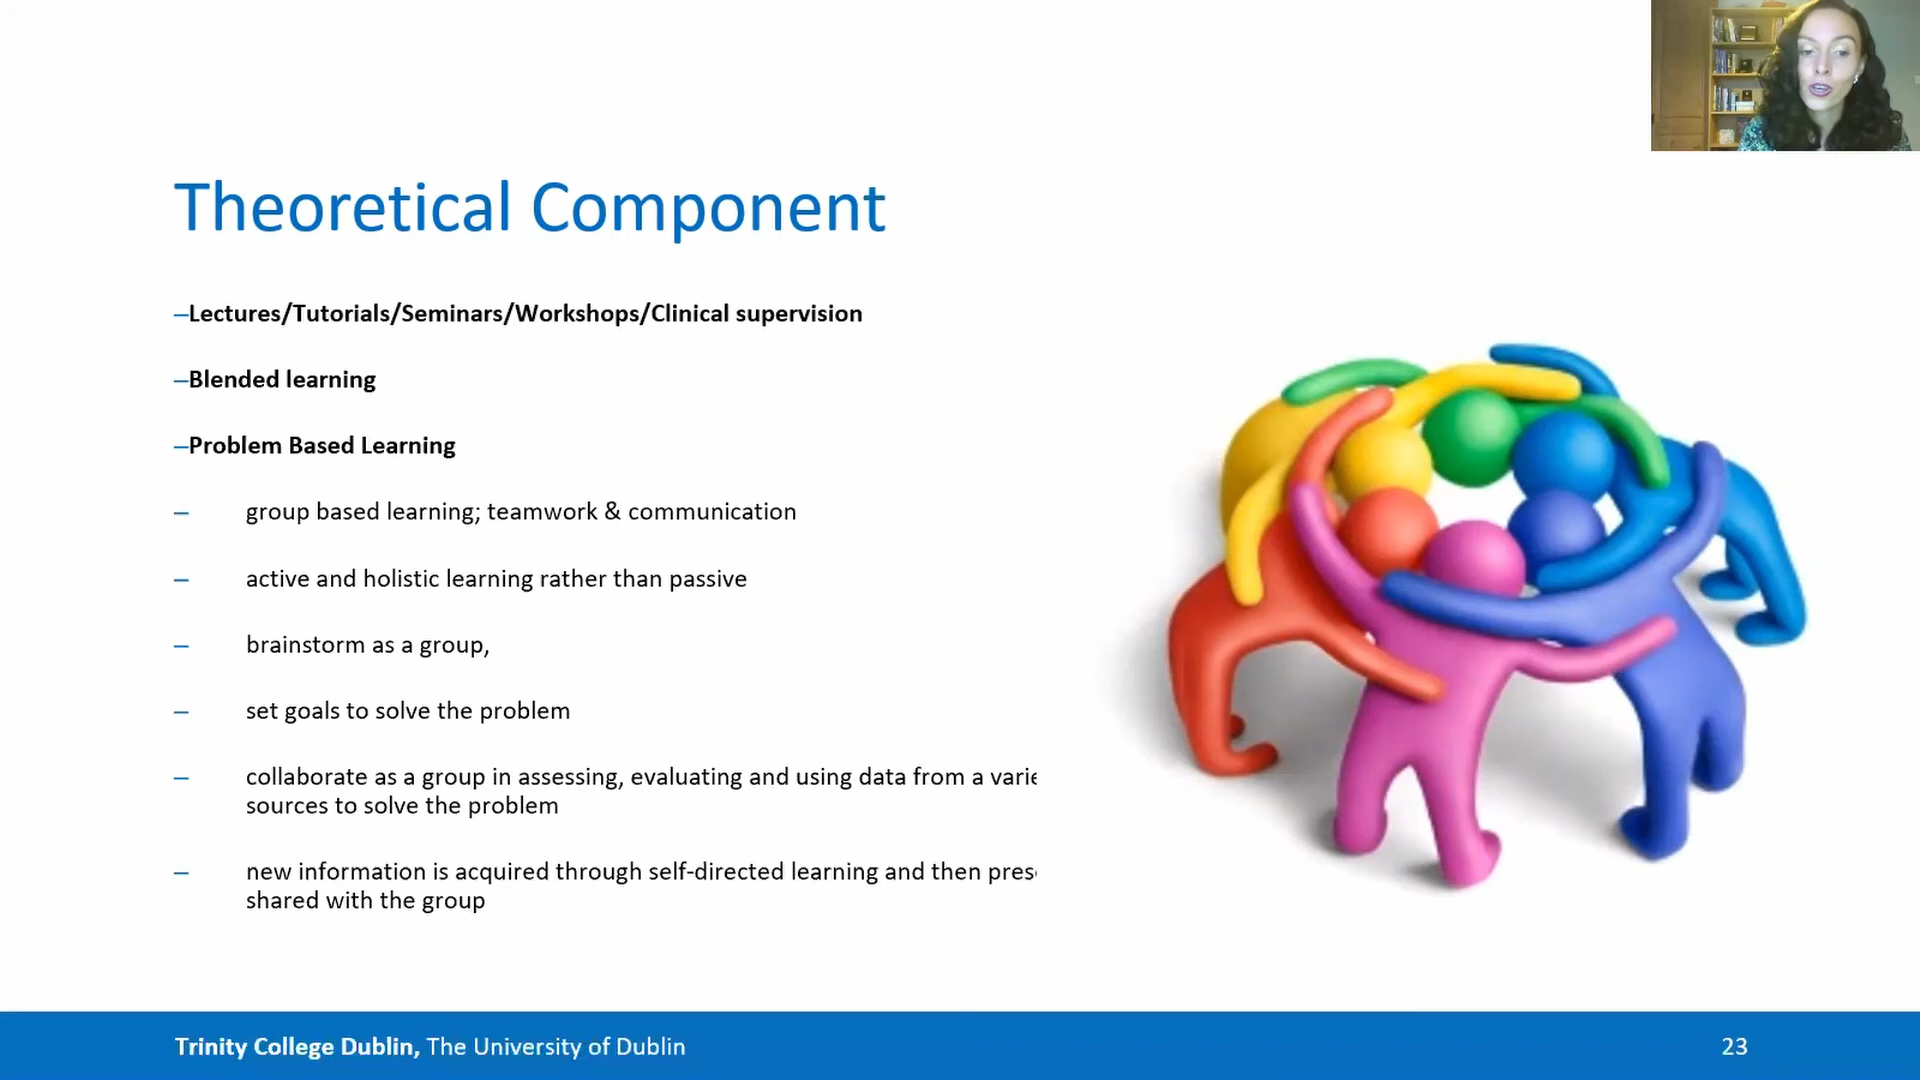 Theoretical Component
–Lectures/Tutorials/Seminars/Workshops/Clinical supervision
–Blended learning
–Problem Based Learning
– group based learning; teamwork & communication
– active and holistic learning rather than passive
– brainstorm as a group,
– set goals to solve the problem
– collaborate as a group in assessing, evaluating and using data from a
sources to solve the problem
– new information is acquired through self-directed learning and then
shared with the group
Trinity College Dublin, The University of Dublin
23